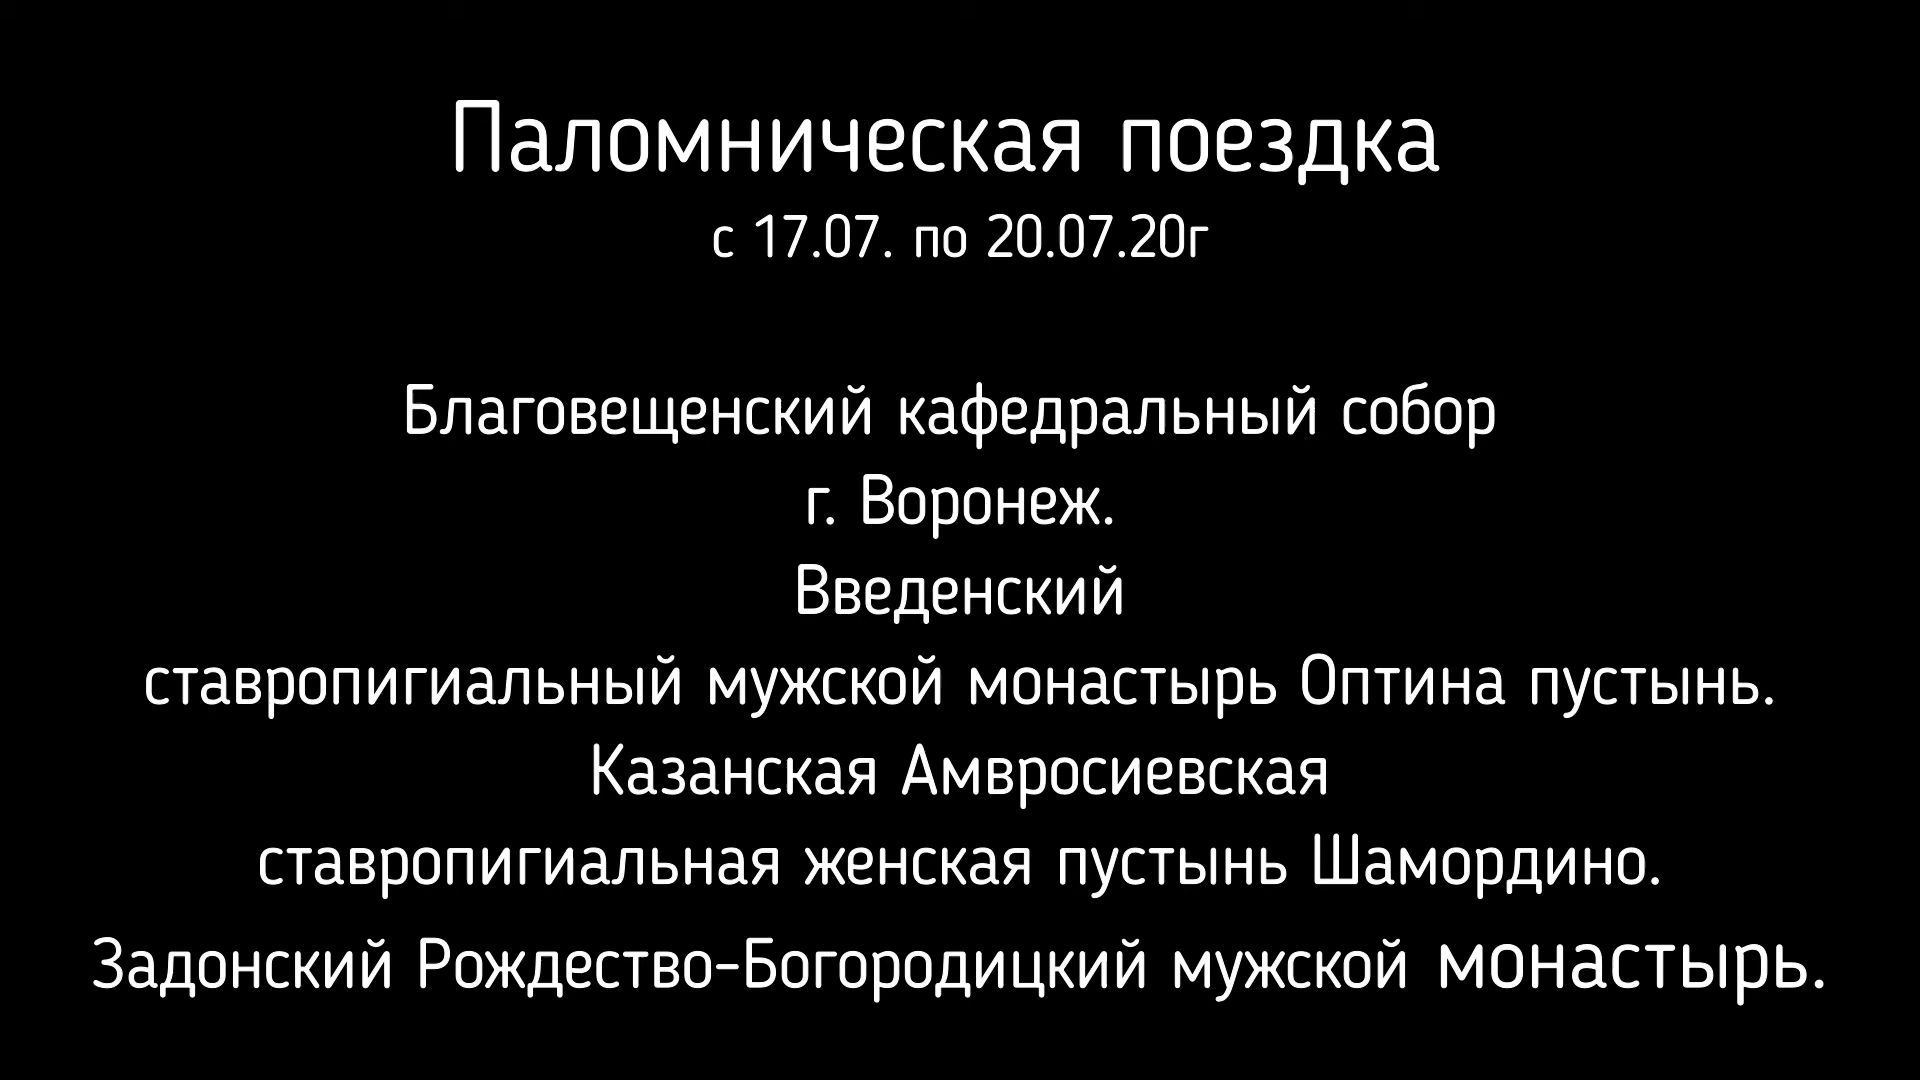 Паломническая поездка
с 17.07. по 20.07.20г
Благовещенский кафедральный собор
г. Воронеж.
Введенский
ставропигиальный мужской монастырь Оптина пустынь.
Казанская Амвросиевская
ставропигиальная женская пустынь Шамордино.
Задонский Рождество-Богородицкий мужской монастырь.